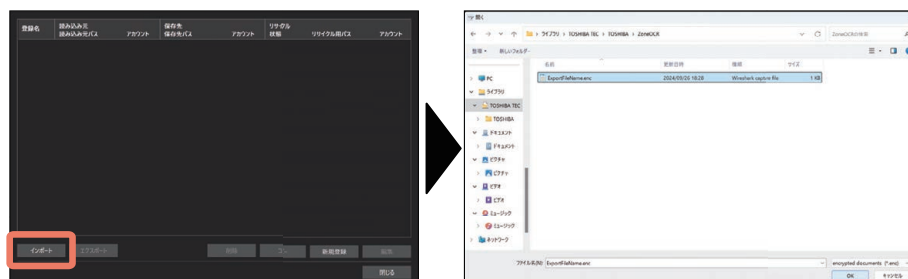 登録名
読み込み元
読み込み元パス
アカウント
保存先
保存先パス
アカウント
リサイクル
状態
リサイクル用パス
アカウント
インポート
エクスポート
削除
新規登録
閉じる
開く
ライブラリ › TOSHIBA TEC › TOSHIBA › ZoneOCR
ZoneOCRの検索
整理
新しいフォルダー
名前
更新日時
種類
サイズ
ExportFileName.enc
2024/09/26 18:28
Wireshark capture file
1 KB
PC
ライブラリ
TOSHIBA TEC
TOSHIBA
ドキュメント
ドキュメント
ピクチャ
ピクチャ
ビデオ
ビデオ
ミュージック
ミュージック
ネットワーク
ファイル名(N): ExportFileName.enc
encrypted documents (*.enc)
OK
キャンセル